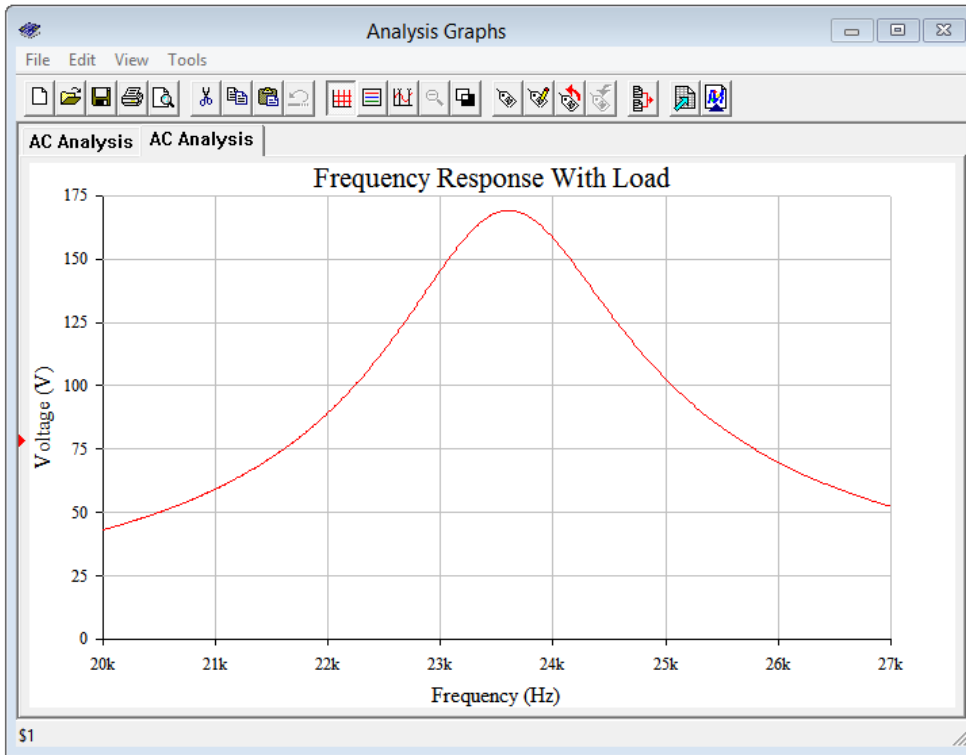 Analysis Graphs
File Edit View Tools
AC Analysis AC Analysis
Frequency Response With Load
175
150
125
100
75
50
25
0
Voltage (V)
20k 21k 22k 23k 24k 25k 26k 27k
Frequency (Hz)
$1